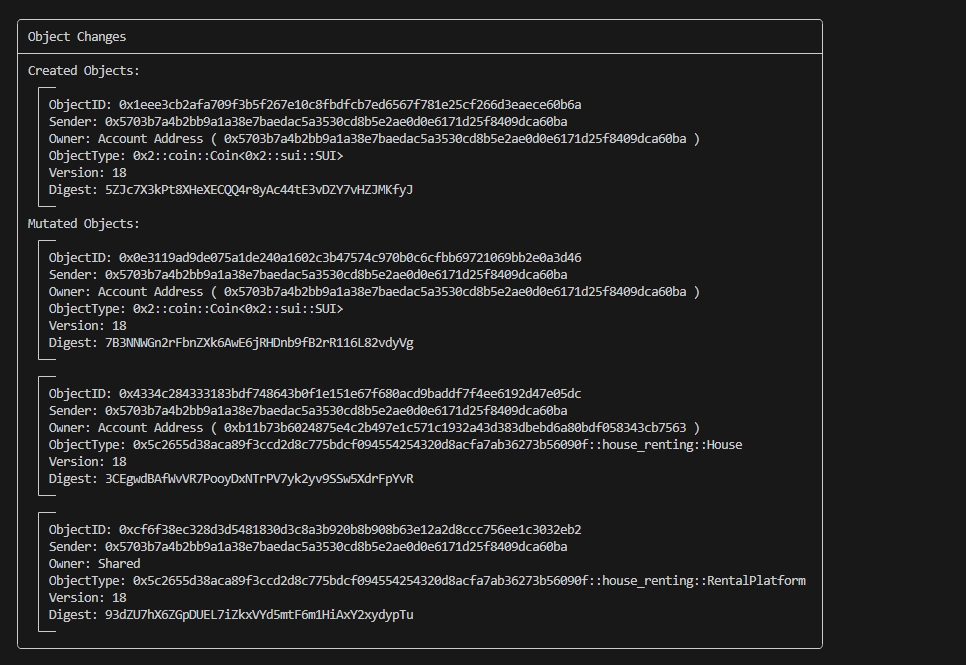 Object Changes
Created Objects:
ObjectID: 0x1eee3cb2afa709f3b5f267e10c8fbdfcb7ed6567f781e25cf266d3eaece60b6a
Sender: 0x5703b7a4b2bb9a1a38e7baedac5a3530cd8b5e2ae0d0e6171d25f8409dca60ba
Owner: Account Address ( 0x5703b7a4b2bb9a1a38e7baedac5a3530cd8b5e2ae0d0e6171d25f8409dca60ba )
ObjectType: 0x2::coin::Coin<0x2::sui::SUI>
Version: 18
Digest: 5ZJc7X3kPt8XHeXECQQ4r8yAc44tE3vDZY7vHZJMKfyJ
Mutated Objects:
ObjectID: 0x0e3119ad9de075a1de240a1602c3b47574c970b0c6cfbb69721069bb2e0a3d46
Sender: 0x5703b7a4b2bb9a1a38e7baedac5a3530cd8b5e2ae0d0e6171d25f8409dca60ba
Owner: Account Address ( 0x5703b7a4b2bb9a1a38e7baedac5a3530cd8b5e2ae0d0e6171d25f8409dca60ba )
ObjectType: 0x2::coin::Coin<0x2::sui::SUI>
Version: 18
Digest: 7B3NNWGn2rFbnZXk6AwE6jRHDnb9fB2rR116L82vdyVg
ObjectID: 0x4334c284333183bdf748643b0f1e151e67f680acd9baddf7f4ee6192d47e05dc
Sender: 0x5703b7a4b2bb9a1a38e7baedac5a3530cd8b5e2ae0d0e6171d25f8409dca60ba
Owner: Account Address ( 0xb11b73b6024875e4c2b497e1c571c1932a43d383dbebd6a80bdf058343cb7563 )
ObjectType: 0x5c2655d38aca89f3ccd2d8c775bdcf094554254320d8acfa7ab36273b56090f::house_renting::House
Version: 18
Digest: 3CEgwdBAfWvVR7PooyDxNTrPV7yk2yv9SSw5XdrFpYvR
ObjectID: 0xcf6f38ec328d3d5481830d3c8a3b920b8b908b63e12a2d8ccc756ee1c3032eb2
Sender: 0x5703b7a4b2bb9a1a38e7baedac5a3530cd8b5e2ae0d0e6171d25f8409dca60ba
Owner: Shared
ObjectType: 0x5c2655d38aca89f3ccd2d8c775bdcf094554254320d8acfa7ab36273b56090f::house_renting::RentalPlatform
Version: 18
Digest: 93dZU7hX6ZGpDUEL7iZkxVYd5mtF6m1HiAxY2xydypTu